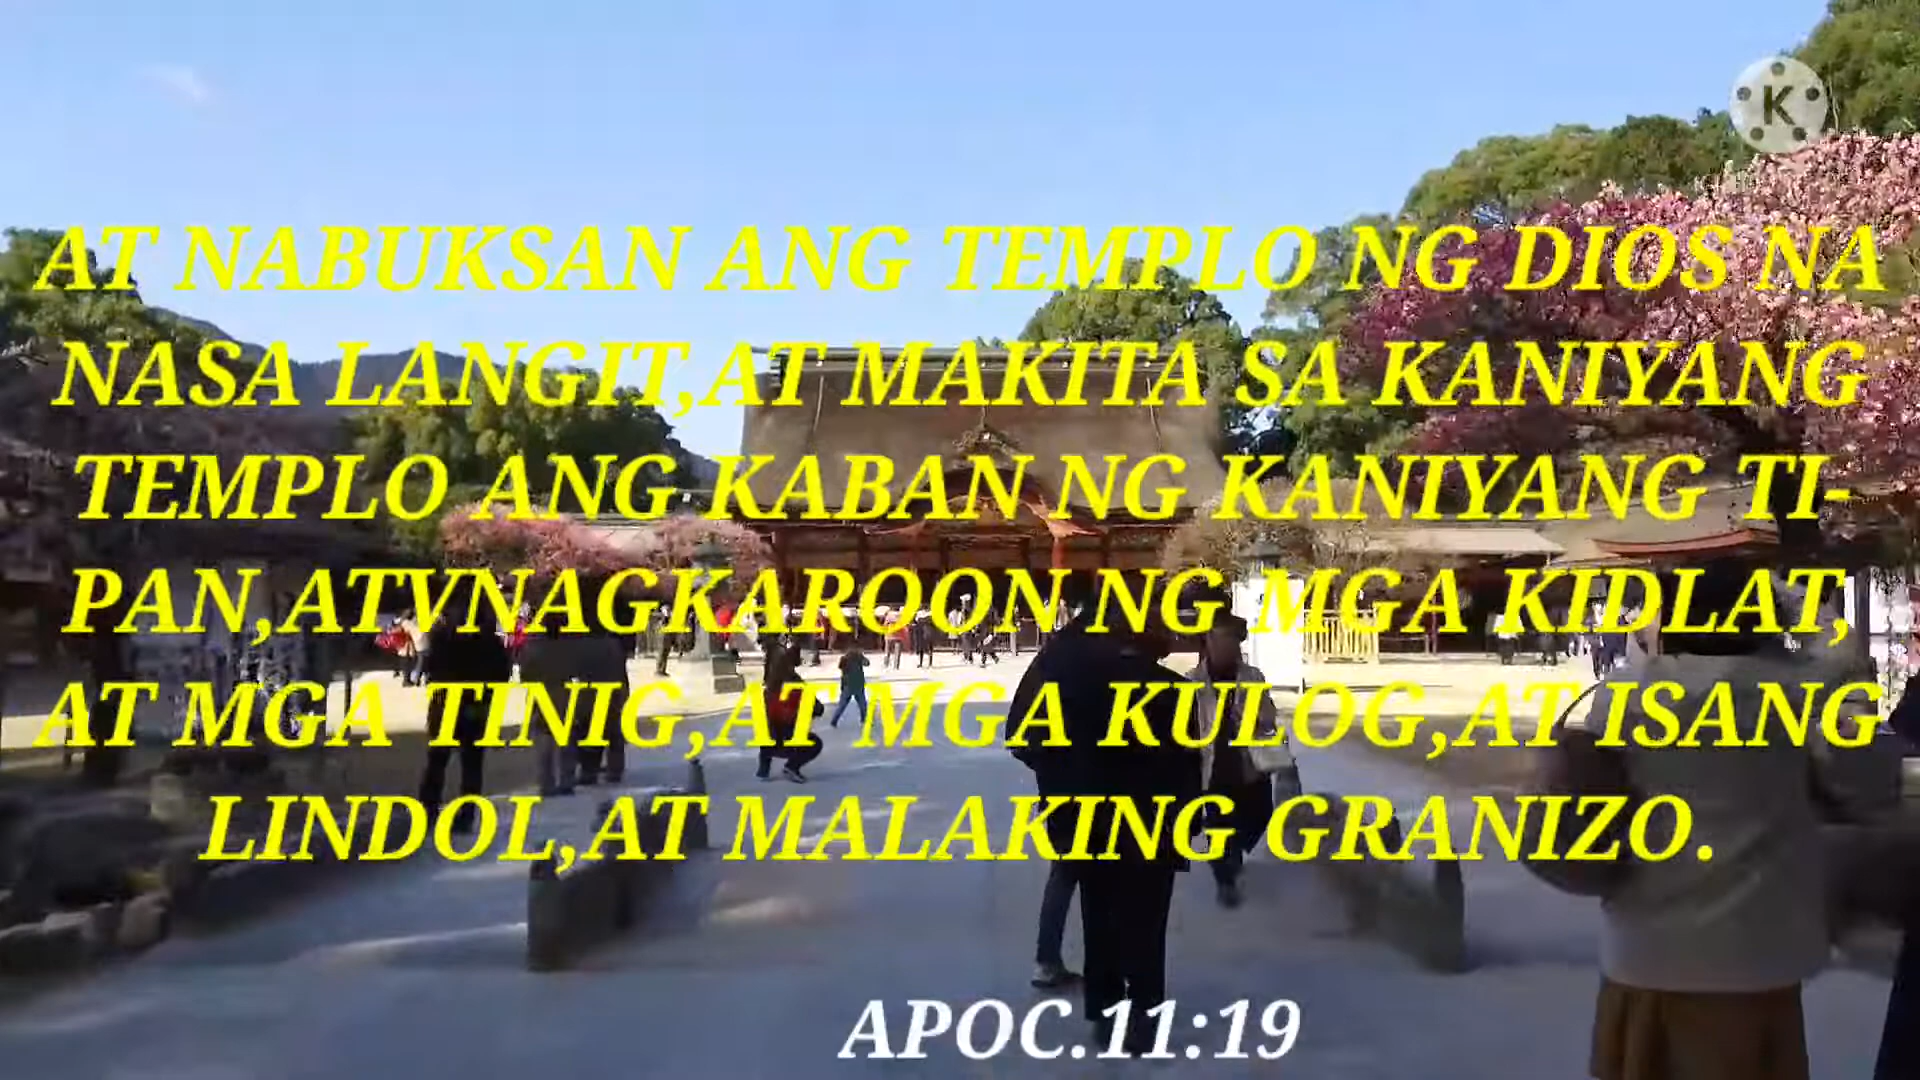 K
AT NABUKSAN ANG TEMPLO NG DIOS NA
NASA LANGIT,AT MAKITA SA KANIYANG
TEMPLO ANG KABAN NG KANIYANG TI-
PAN,ATVNAGKAROON NG MGA KIDLAT,
AT MGA TINIG,AT MGA KULOG,AT ISANG
LINDOL,AT MALAKING GRANIZO.
APOC.11:19